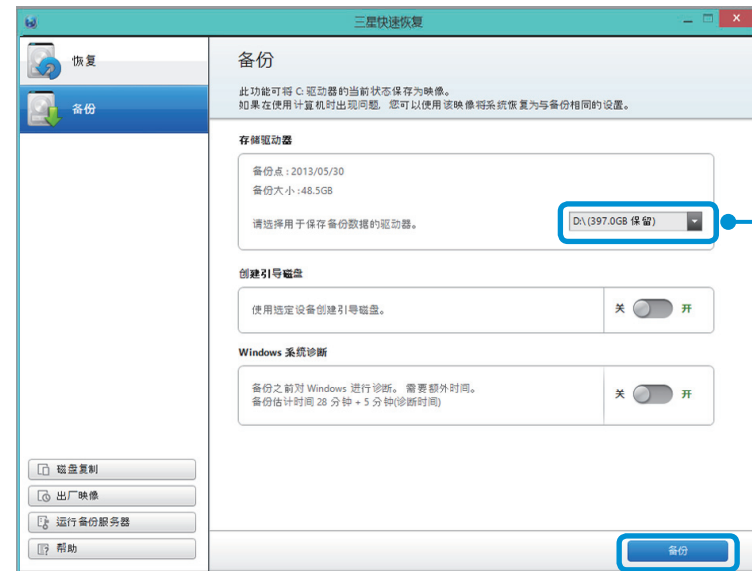 三星快速恢复
恢复
备份
备份
此功能可将 C: 驱动器的当前状态保存为映像。
如果在使用计算机时出现问题, 您可以使用该映像将系统恢复为与备份相同的设置。
存储驱动器
备份点 : 2013/05/30
备份大小 : 48.5GB
请选择用于保存备份数据的驱动器。
D:\ (397.0GB 保留)
创建引导磁盘
使用选定设备创建引导磁盘。
关 开
Windows 系统诊断
备份之前对 Windows 进行诊断。 需要额外时间。
备份估计时间 28 分钟 + 5 分钟(诊断时间)
关 开
磁盘复制
出厂映像
运行备份服务器
帮助
备份